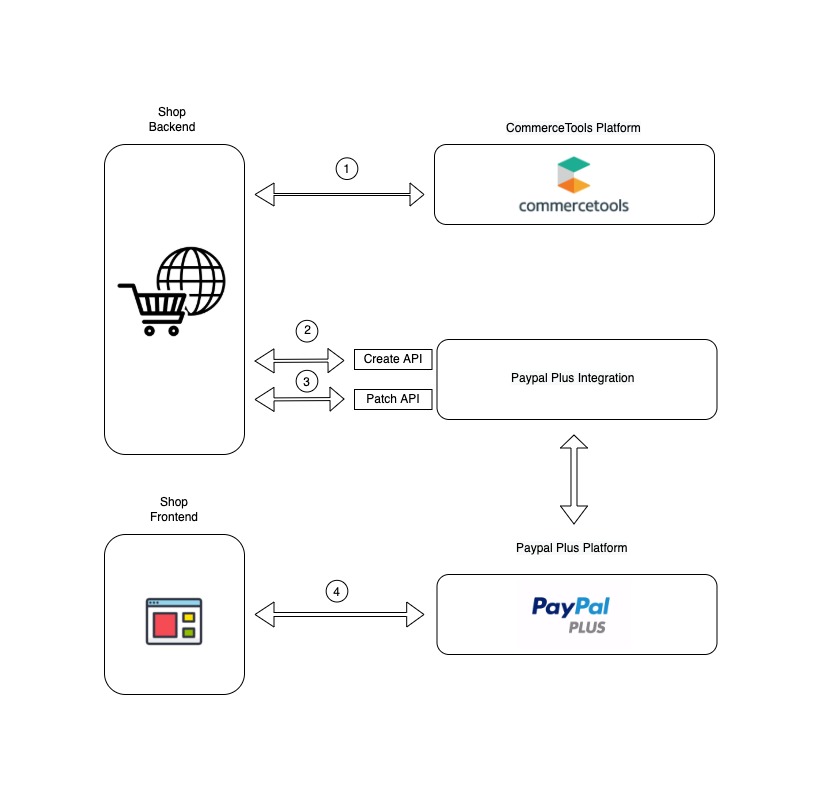 Shop
Backend
CommerceTools Platform
1
commercetools
2
Create API
3
Patch API
Paypal Plus Integration
Shop
Frontend
Paypal Plus Platform
4
PayPal
PLUS